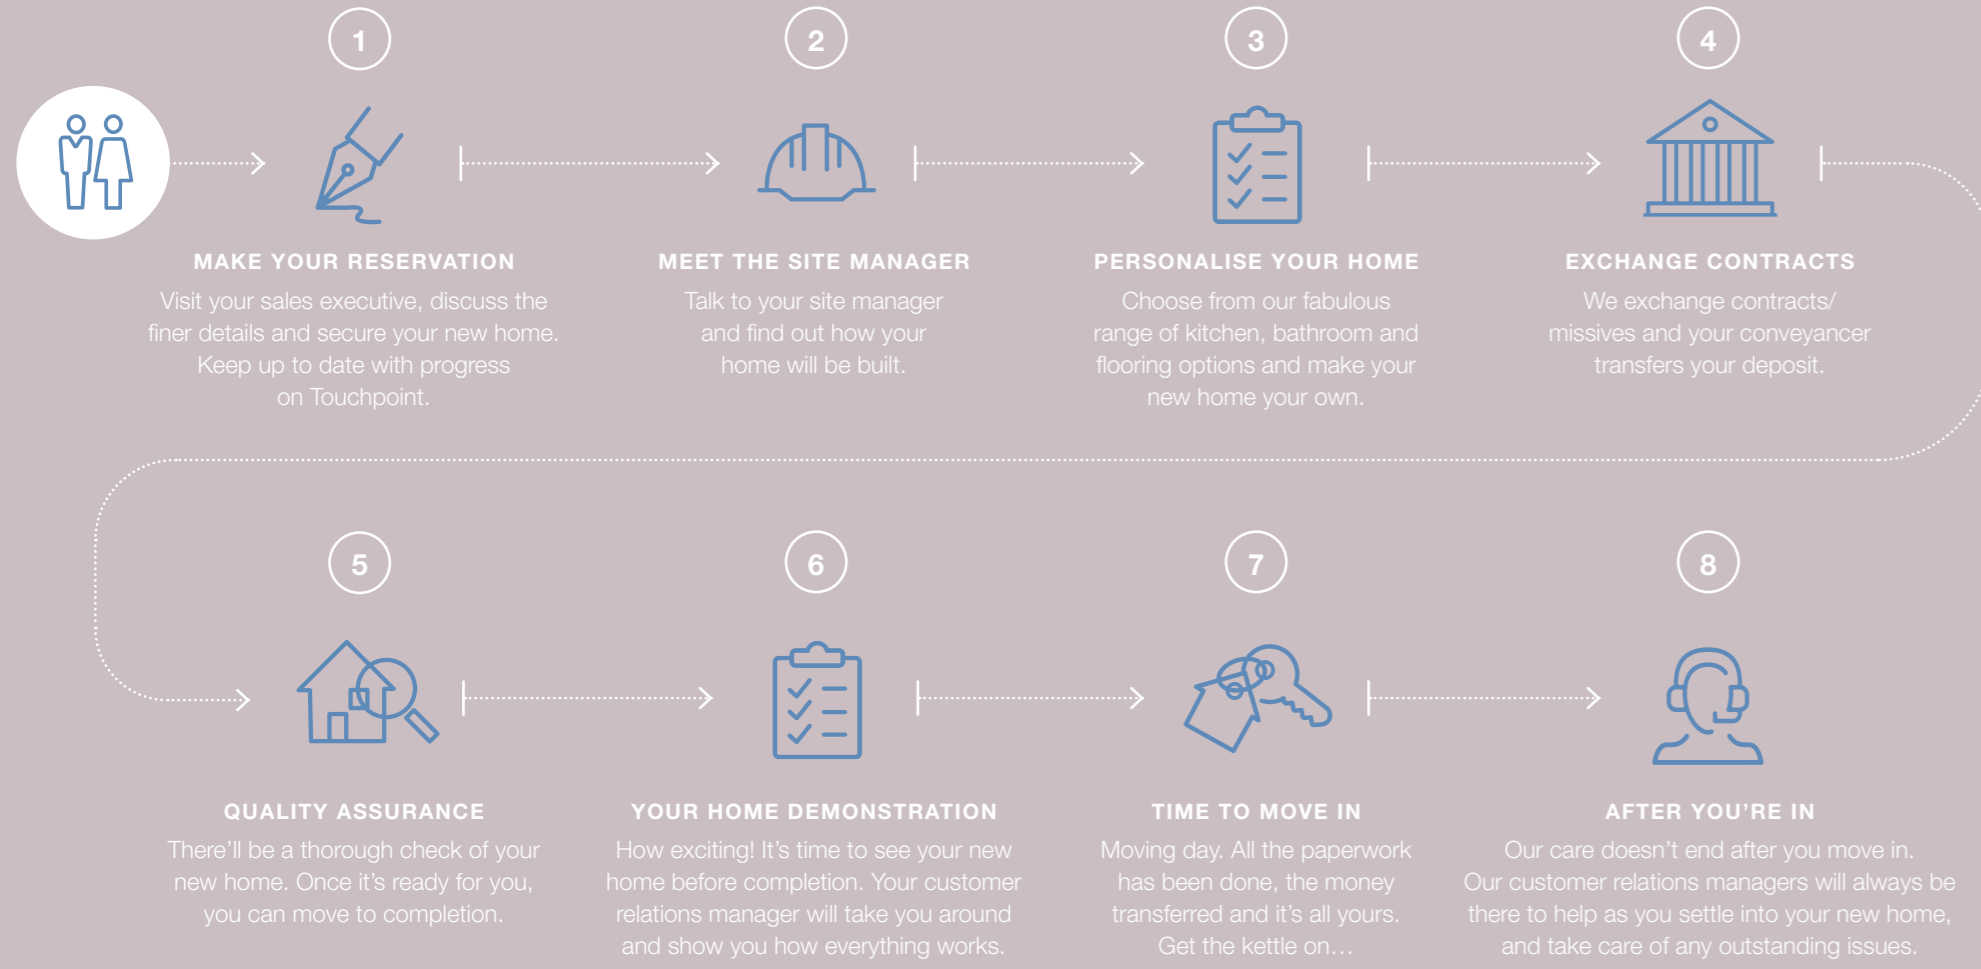 1
MAKE YOUR RESERVATION
Visit your sales executive, discuss the
finer details and secure your new home.
Keep up to date with progress
on Touchpoint.
2
MEET THE SITE MANAGER
Talk to your site manager
and find out how your
home will be built.
3
PERSONALISE YOUR HOME
Choose from our fabulous
range of kitchen, bathroom and
flooring options and make your
new home your own.
4
EXCHANGE CONTRACTS
We exchange contracts/
missives and your conveyancer
transfers your deposit.
5
QUALITY ASSURANCE
There’ll be a thorough check of your
new home. Once it’s ready for you,
you can move to completion.
6
YOUR HOME DEMONSTRATION
How exciting! It’s time to see your new
home before completion. Your customer
relations manager will take you around
and show you how everything works.
7
TIME TO MOVE IN
Moving day. All the paperwork
has been done, the money
transferred and it’s all yours.
Get the kettle on…
8
AFTER YOU’RE IN
Our care doesn’t end after you move in.
Our customer relations managers will always be
there to help as you settle into your new home,
and take care of any outstanding issues.